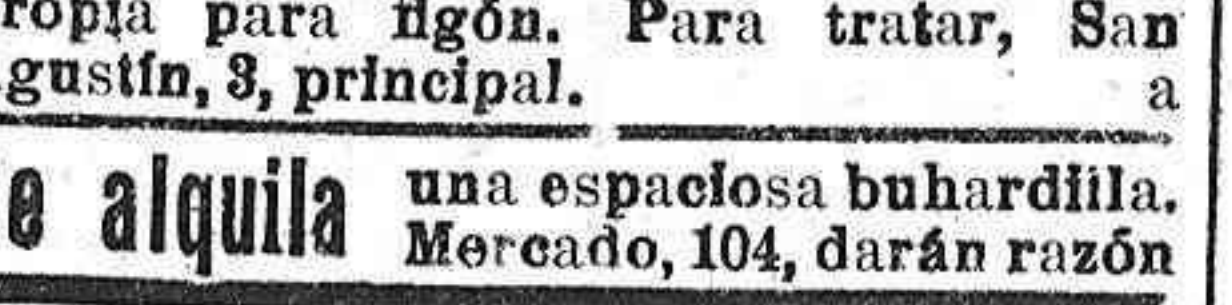 ropia para figón. Para tratar, San
gustín, 3, principal. a
e alquila una espaciosa buhardilla.
Mercado, 104, darán razón